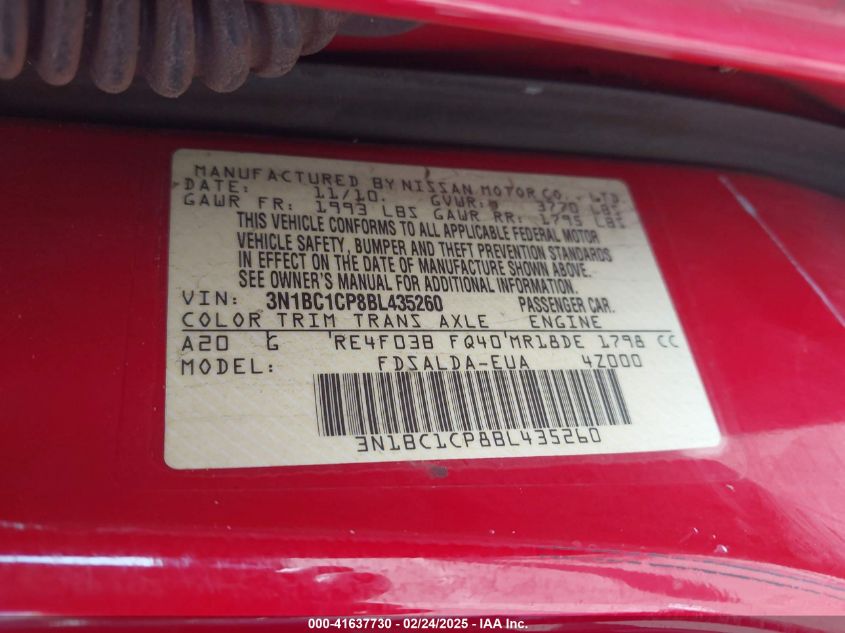 MANUFACTURED BY NISSAN MOTOR CO., LTD
DATE: 11/10. GVWR: 3770 LBS
GAWR FR: 1993 LBS GAWR RR: 1795 LBS
THIS VEHICLE CONFORMS TO ALL APPLICABLE FEDERAL MOTOR
VEHICLE SAFETY, BUMPER AND THEFT PREVENTION STANDARDS
IN EFFECT ON THE DATE OF MANUFACTURE SHOWN ABOVE.
SEE OWNER'S MANUAL FOR ADDITIONAL INFORMATION.
VIN: 3N1BC1CP8BL435260 PASSENGER CAR.
COLOR TRIM TRANS AXLE ENGINE
A20 G RE4F03B FQ40 MR18DE 1798 CC
MODEL: FDSALDA-EUA 4Z000
3N1BC1CP8BL435260
000-41637730 - 02/24/2025 - IAA, Inc.